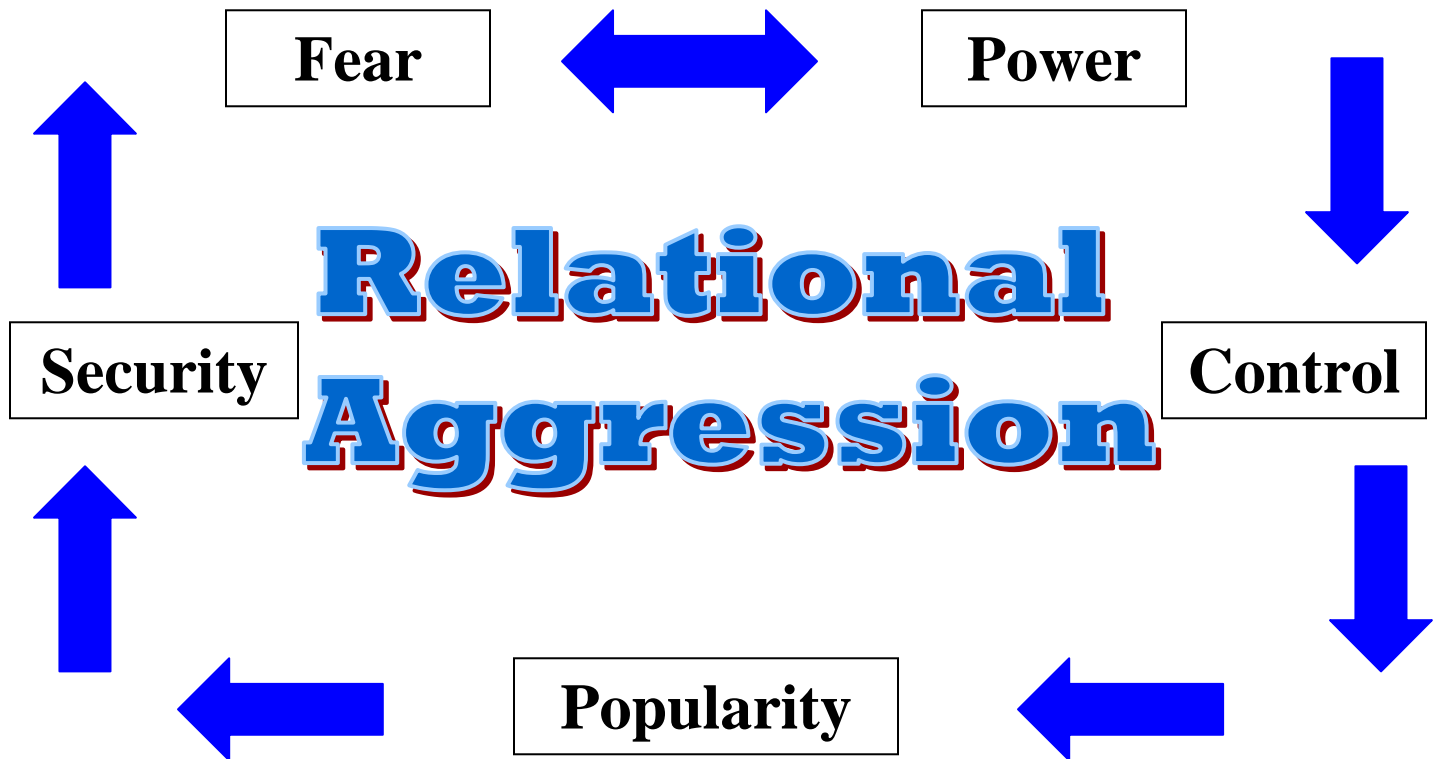 Fear
Power
Relational
Security
Control
Aggression
Popularity